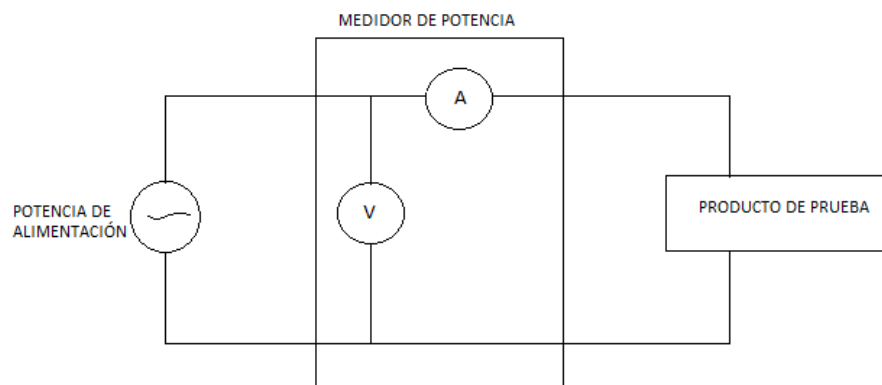 MEDIDOR DE POTENCIA
A
V
POTENCIA DE
ALIMENTACIÓN
PRODUCTO DE PRUEBA